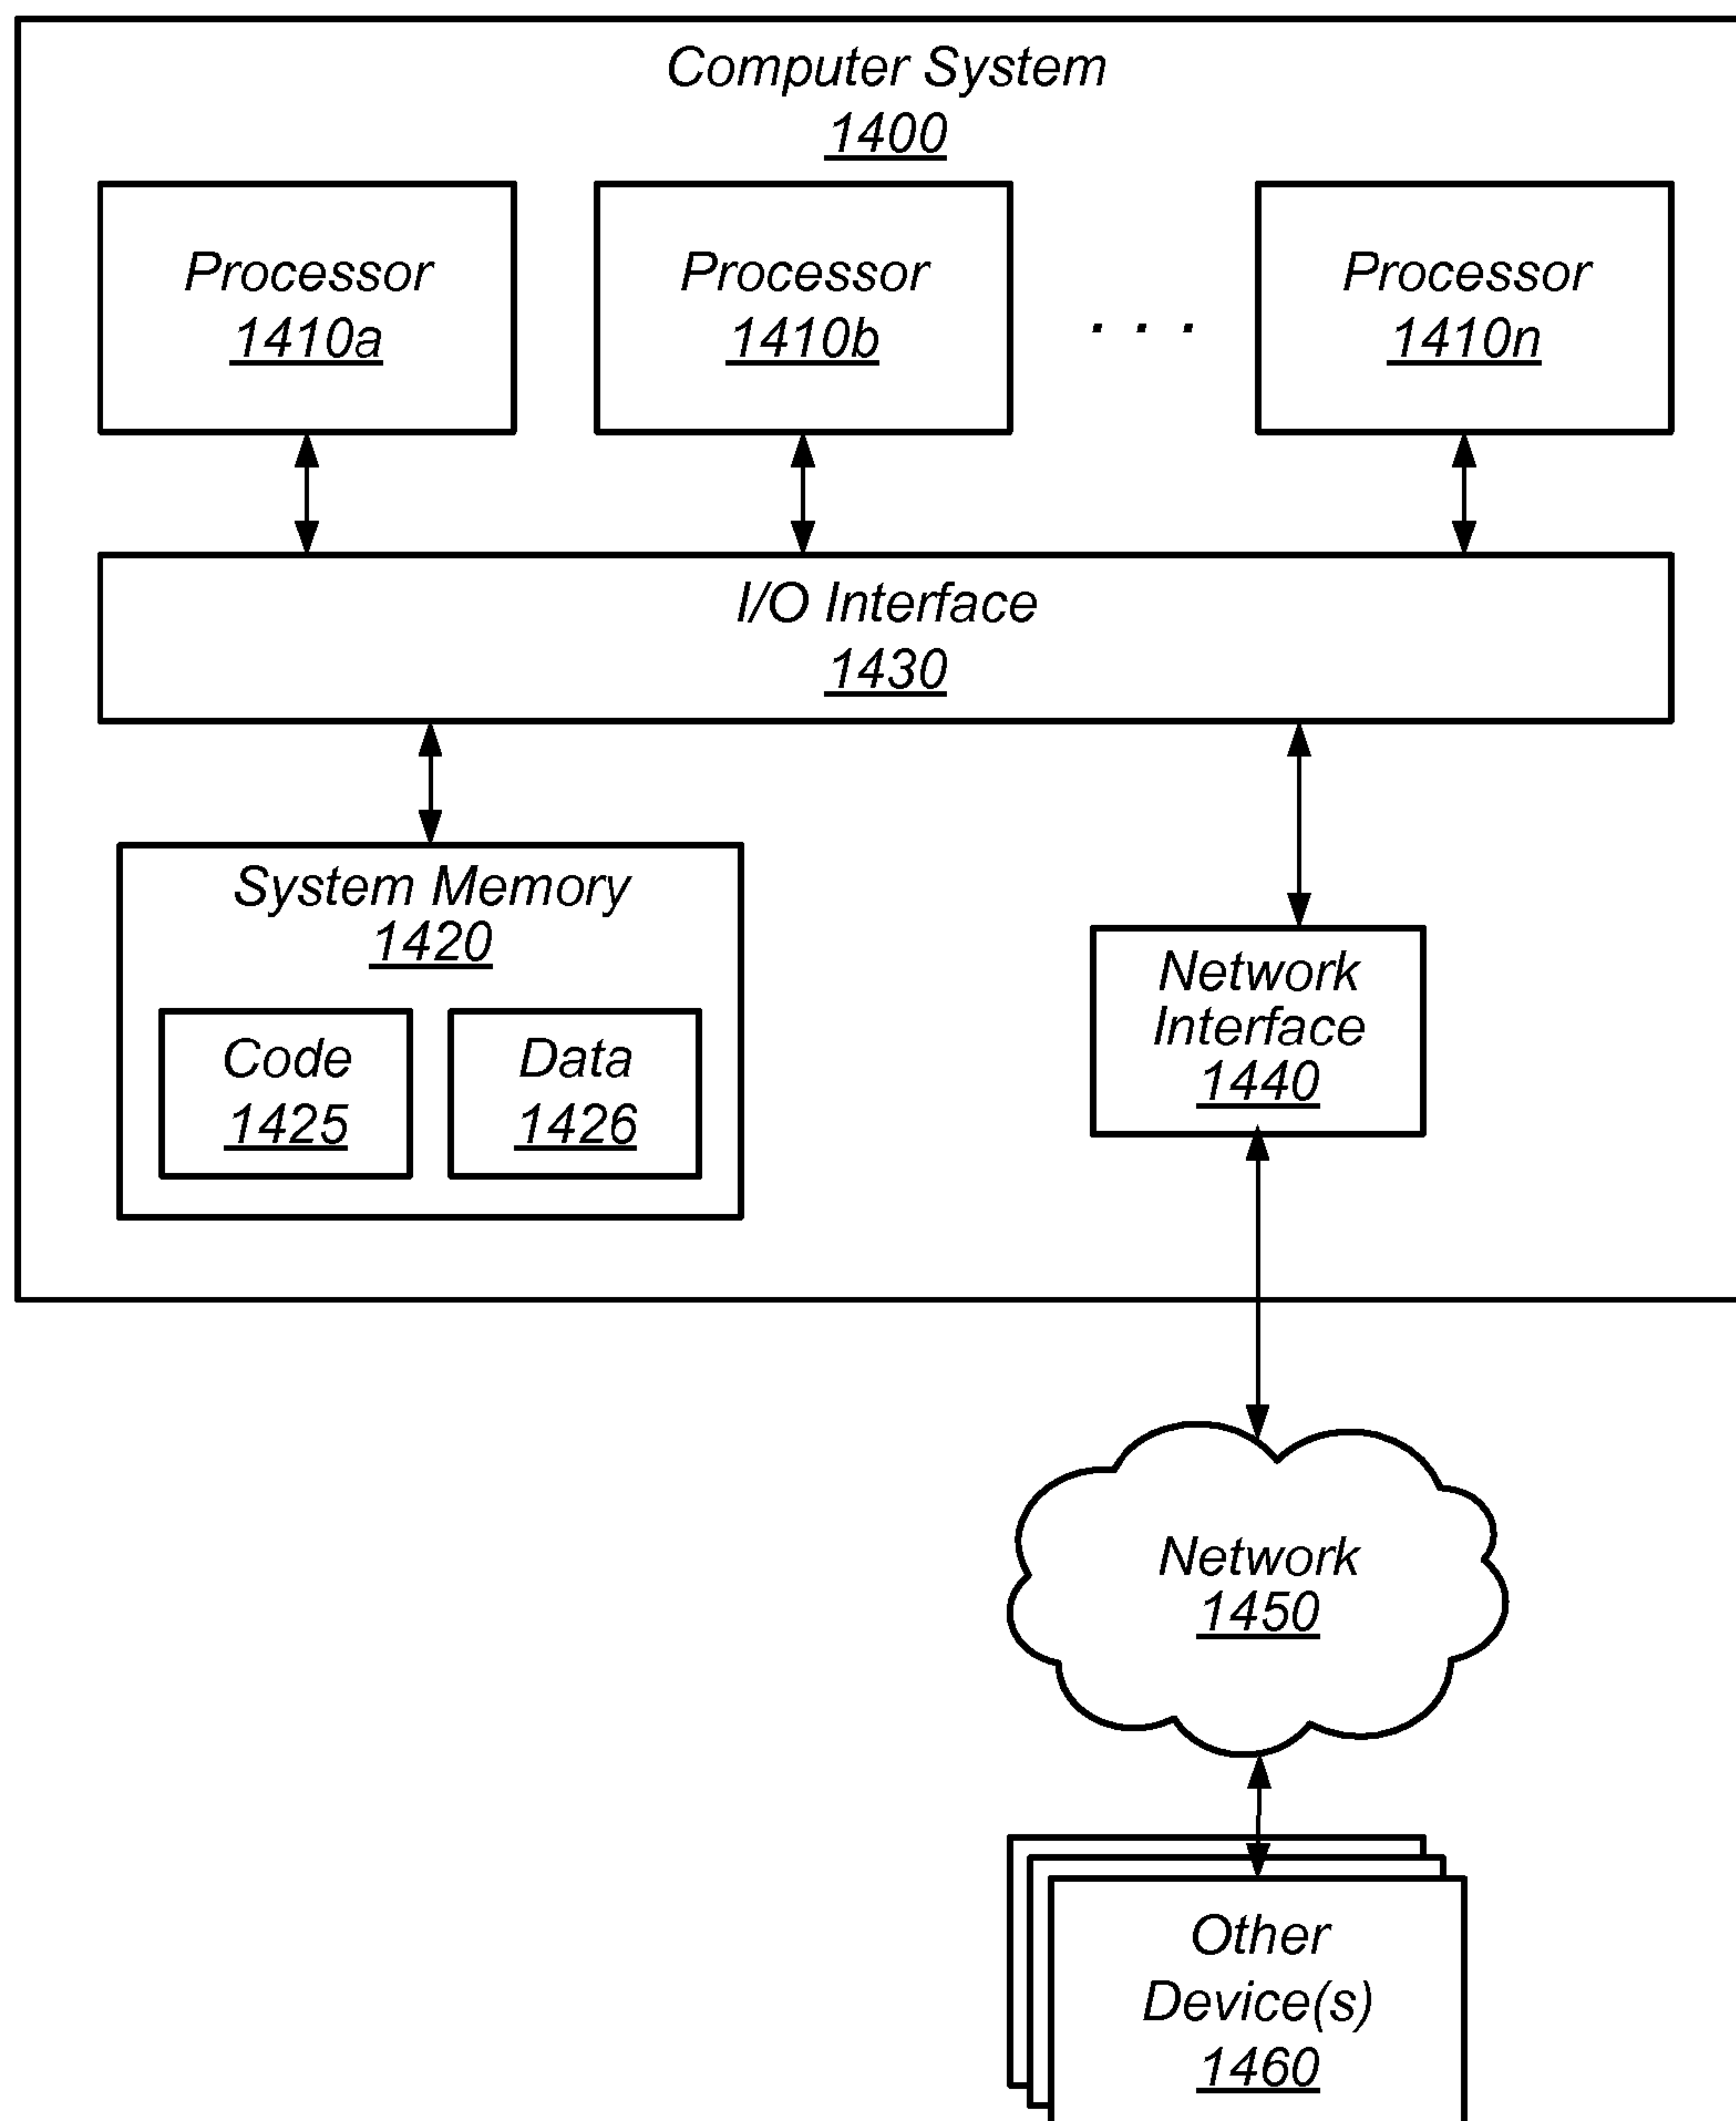 Computer System
1400
Processor
1410a
Processor
1410b
. . .
Processor
1410n
I/O Interface
1430
System Memory
1420
Code
1425
Data
1426
Network
Interface
1440
Network
1450
Other
Device(s)
1460